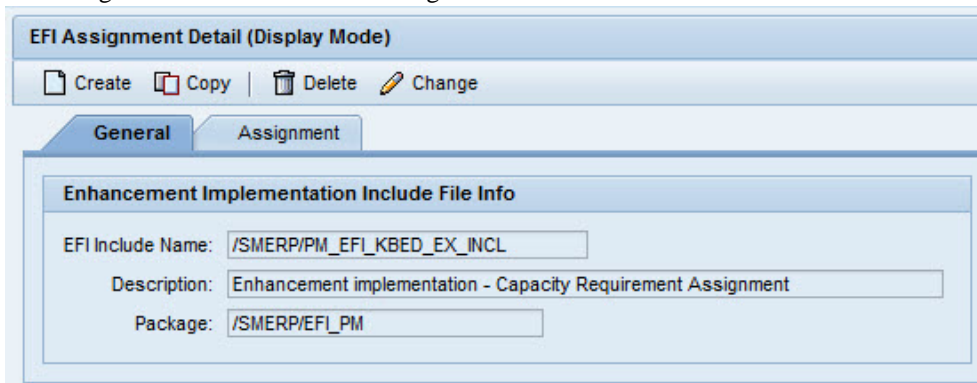 EFI Assignment Detail (Display Mode)
Create Copy | Delete Change
General Assignment
Enhancement Implementation Include File Info
EFI Include Name: /SMERP/PM_EFI_KBED_EX_INCL
Description: Enhancement implementation - Capacity Requirement Assignment
Package: /SMERP/EFI_PM